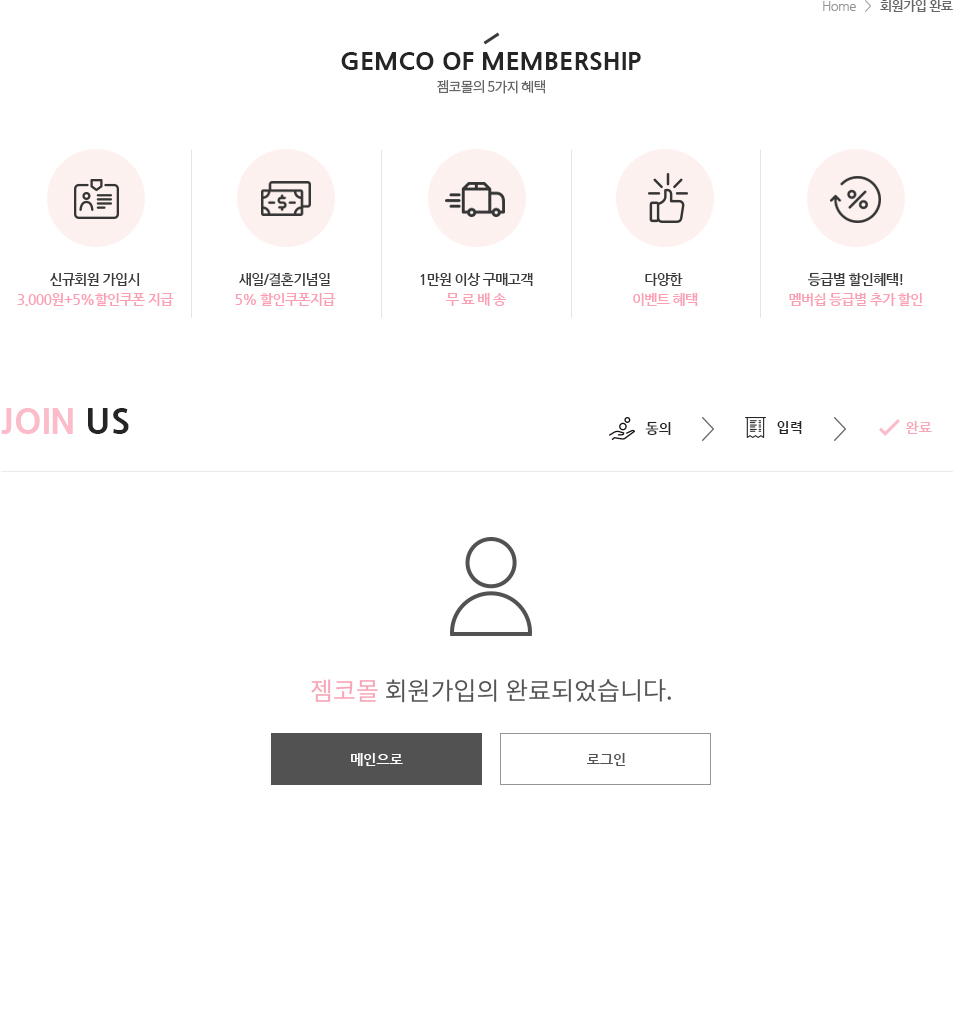 Home > 회원가입 완료
GEMCO OF MEMBERSHIP
젬코몰의 5가지 혜택
신규회원 가입시
3,000원+5%할인쿠폰 지급
새일/결혼기념일
5% 할인쿠폰지급
1만원 이상 구매고객
무 료 배 송
다양한
이벤트 혜택
등급별 할인혜택!
멤버쉽 등급별 추가 할인
JOIN US
동의
입력
완료
젬코몰 회원가입의 완료되었습니다.
메인으로
로그인